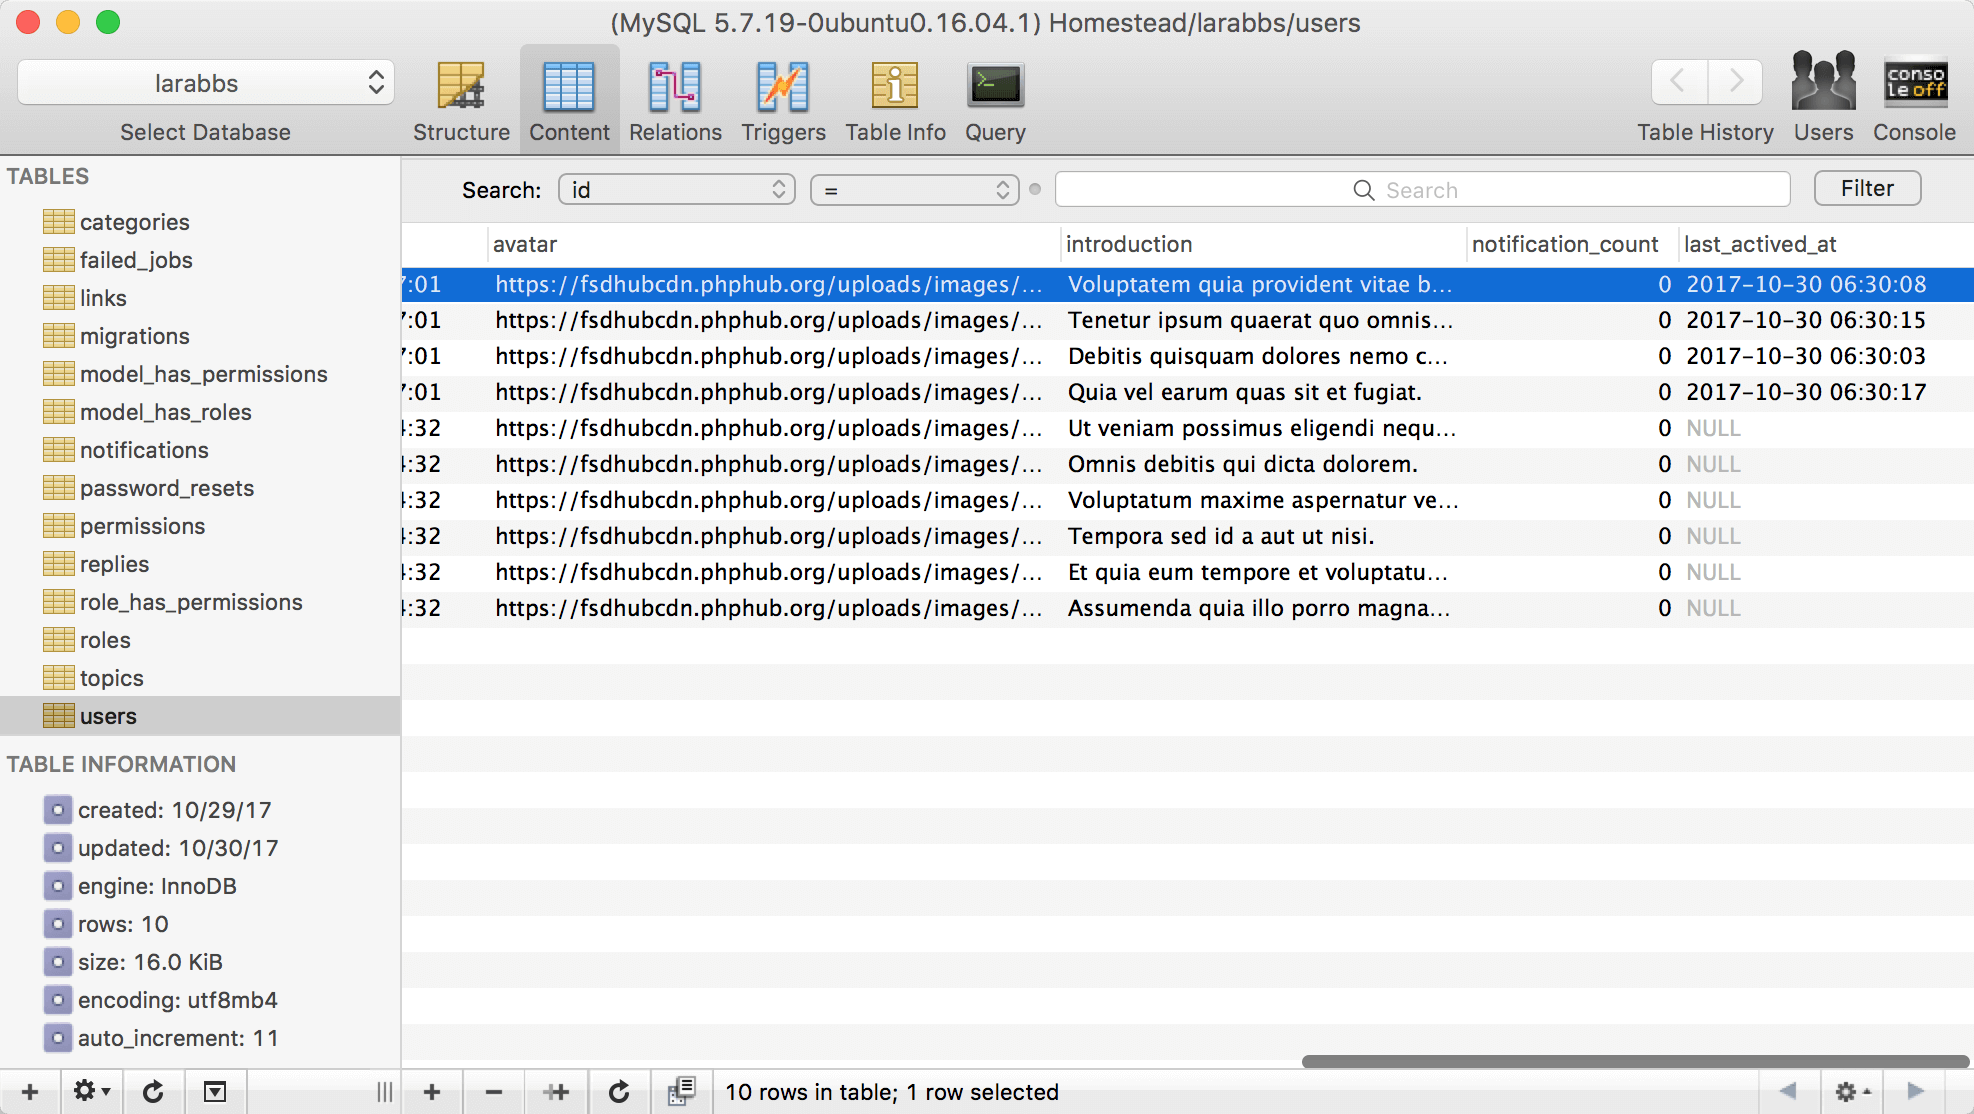 (MySQL 5.7.19-0ubuntu0.16.04.1) Homestead/larabbs/users
larabbs
Select Database
Structure
Content
Relations
Triggers
Table Info
Query
Table History
Users
conso
le off
Console
TABLES
categories
failed_jobs
links
migrations
model_has_permissions
model_has_roles
notifications
password_resets
permissions
replies
role_has_permissions
roles
topics
users
TABLE INFORMATION
created: 10/29/17
updated: 10/30/17
engine: InnoDB
rows: 10
size: 16.0 KiB
encoding: utf8mb4
auto_increment: 11
Search: id = Search Filter
avatar introduction notification_count last_actived_at
:01 https://fsdhubcdn.phphub.org/uploads/images/... Voluptatem quia provident vitae b... 0 2017-10-30 06:30:08
:01 https://fsdhubcdn.phphub.org/uploads/images/... Tenetur ipsum quaerat quo omnis... 0 2017-10-30 06:30:15
:01 https://fsdhubcdn.phphub.org/uploads/images/... Debitis quisquam dolores nemo c... 0 2017-10-30 06:30:03
:01 https://fsdhubcdn.phphub.org/uploads/images/... Quia vel earum quas sit et fugiat. 0 2017-10-30 06:30:17
:32 https://fsdhubcdn.phphub.org/uploads/images/... Ut veniam possimus eligendi nequ... 0 NULL
:32 https://fsdhubcdn.phphub.org/uploads/images/... Omnis debitis qui dicta dolorem. 0 NULL
:32 https://fsdhubcdn.phphub.org/uploads/images/... Voluptatum maxime aspernatur ve... 0 NULL
:32 https://fsdhubcdn.phphub.org/uploads/images/... Tempora sed id a aut ut nisi. 0 NULL
:32 https://fsdhubcdn.phphub.org/uploads/images/... Et quia eum tempore et voluptatu... 0 NULL
:32 https://fsdhubcdn.phphub.org/uploads/images/... Assumenda quia illo porro magna... 0 NULL
10 rows in table; 1 row selected